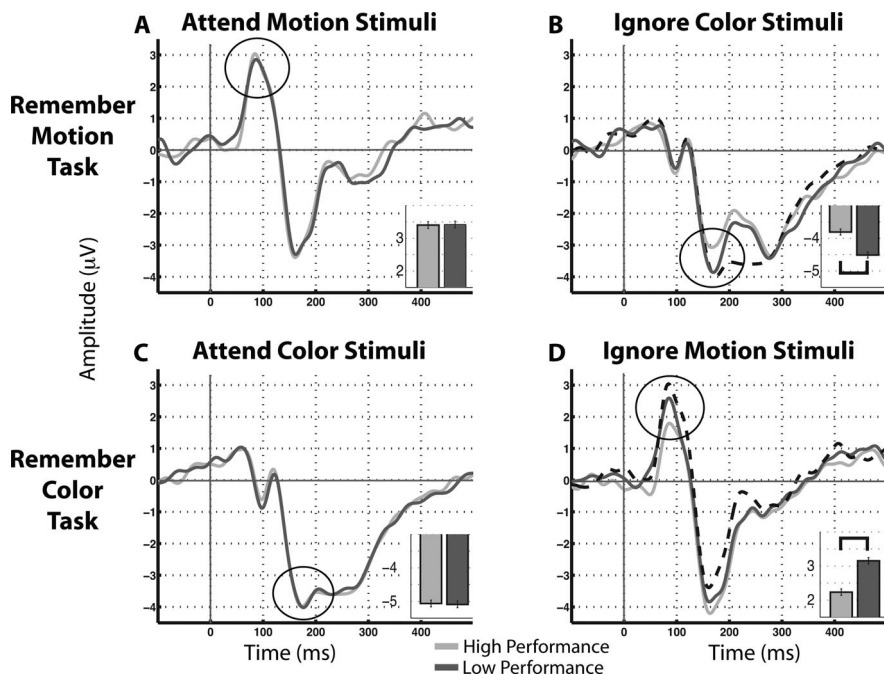 A Attend Motion Stimuli
B Ignore Color Stimuli
Remember
Motion
Task
3
2
1
0
-1
-2
-3
-4
0 100 200 300 400
3
2
3
2
1
0
-1
-2
-3
-4
0 100 200 300 400
-4
-5
Amplitude (μV)
C Attend Color Stimuli
D Ignore Motion Stimuli
Remember
Color
Task
3
2
1
0
-1
-2
-3
-4
0 100 200 300 400
-4
-5
Time (ms)
3
2
1
0
-1
-2
-3
-4
0 100 200 300 400
3
2
Time (ms)
High Performance
Low Performance